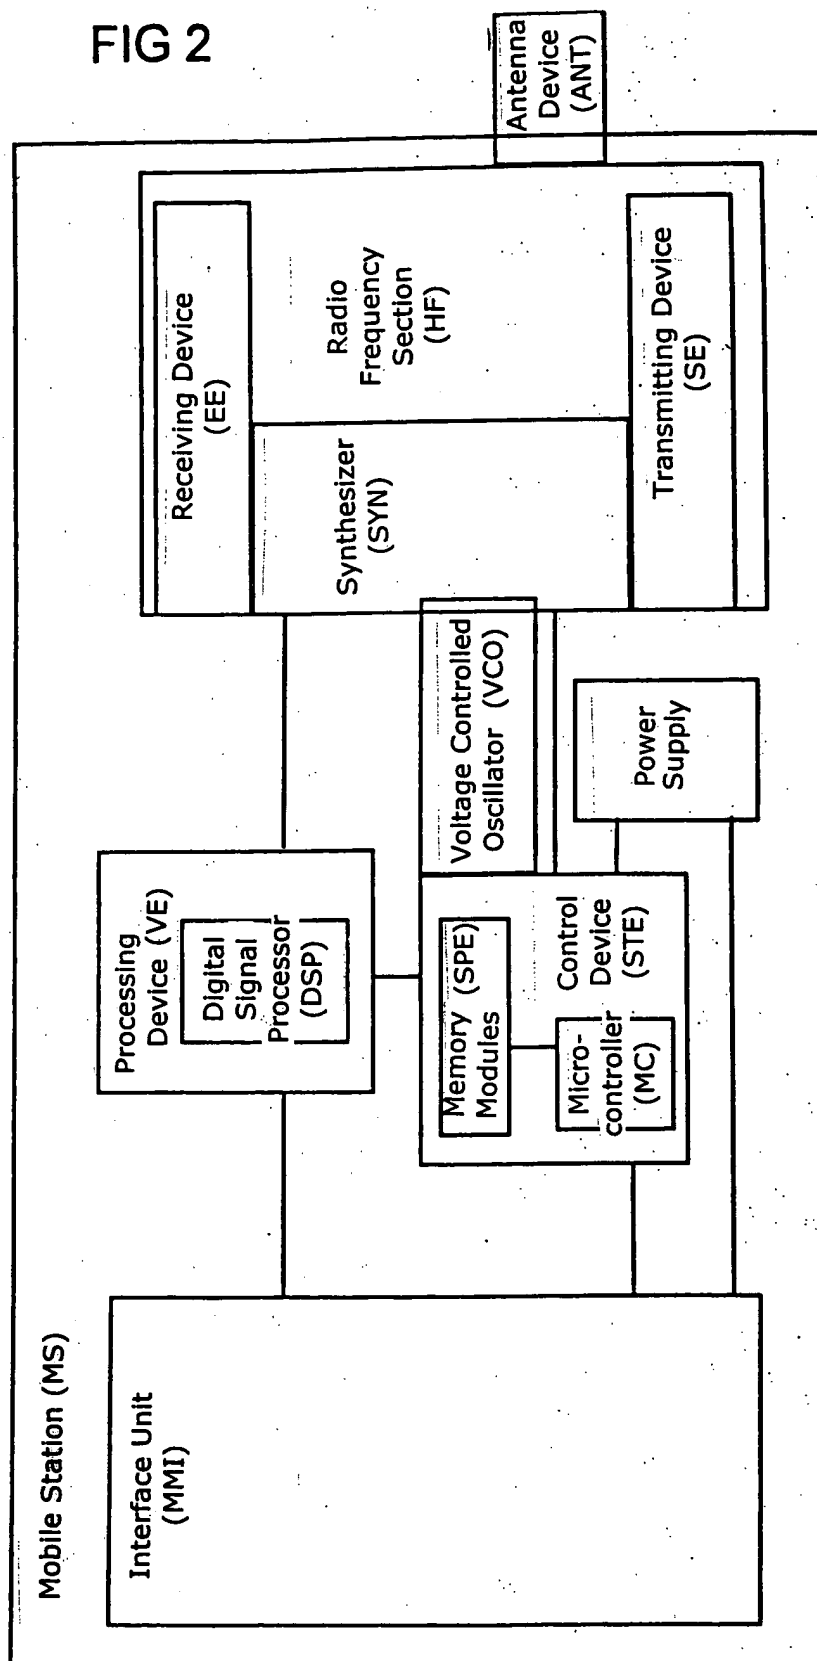 FIG 2
Mobile Station (MS)
Interface Unit
(MMI)
Processing
Device (VE)
Digital
Signal
Processor
(DSP)
Memory (SPE)
Modules
Micro-
controller
(MC)
Control
Device
(STE)
Voltage Controlled
Oscillator (VCO)
Power
Supply
Receiving Device
(EE)
Synthesizer
(SYN)
Radio
Frequency
Section
(HF)
Transmitting Device
(SE)
Antenna
Device
(ANT)